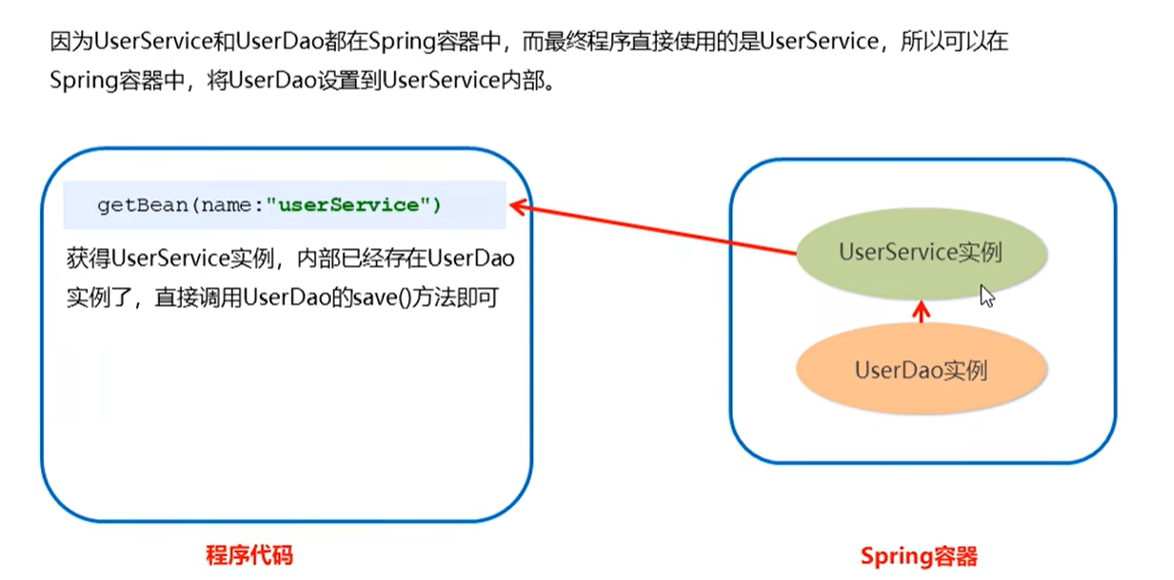 因为UserService和UserDao都在Spring容器中，而最终程序直接使用的是UserService，所以可以在
Spring容器中，将UserDao设置到UserService内部。
getBean(name:"userService")
获得UserService实例，内部已经存在UserDao
实例了，直接调用UserDao的save()方法即可
UserService实例
UserDao实例
程序代码
Spring容器